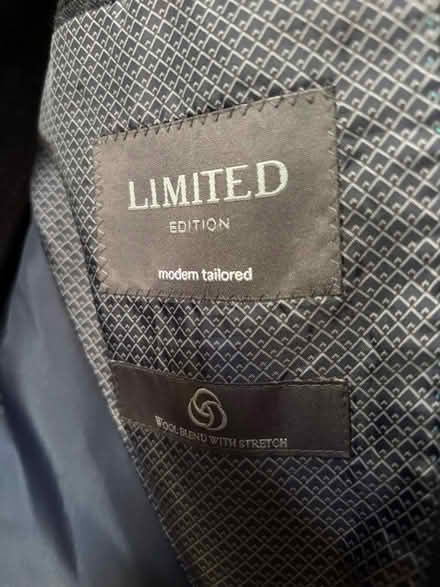 LIMITED
EDITION
modern tailored
WOOL BLEND WITH STRETCH